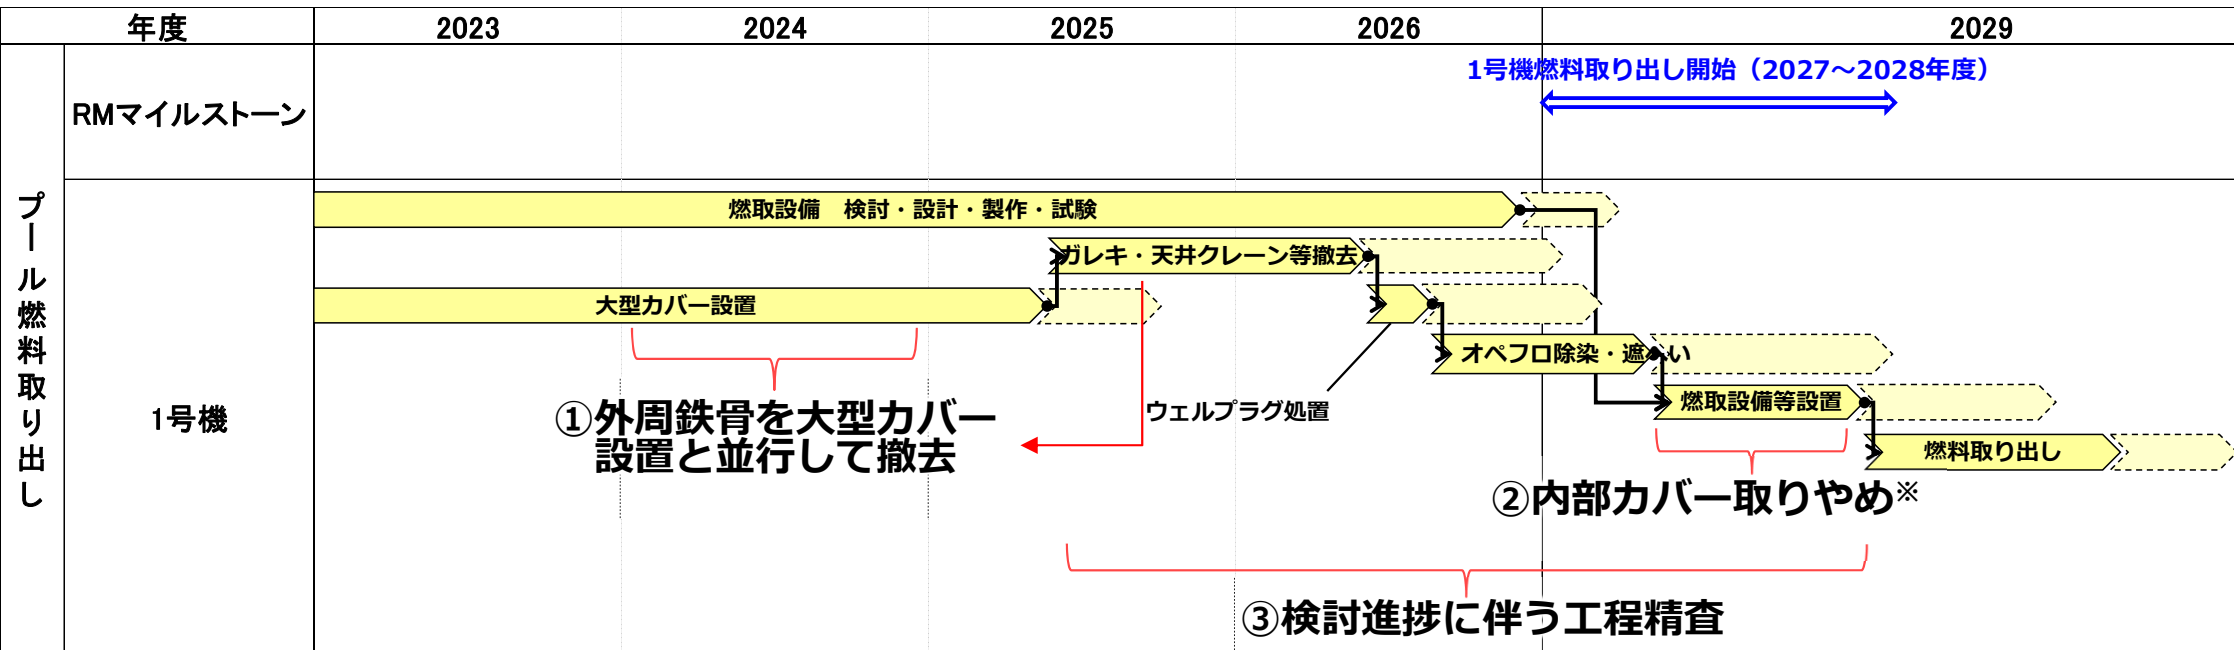 年度 2023 2024 2025 2026 2029
プール燃料取り出し
RMマイルストーン
1号機燃料取り出し開始（2027～2028年度）
1号機
燃取設備　検討・設計・製作・試験
ガレキ・天井クレーン等撤去
大型カバー設置
オペフロ除染・遮へい
燃取設備等設置
ウェルプラグ処置
①外周鉄骨を大型カバー
設置と並行して撤去
燃料取り出し
②内部カバー取りやめ※
③検討進捗に伴う工程精査